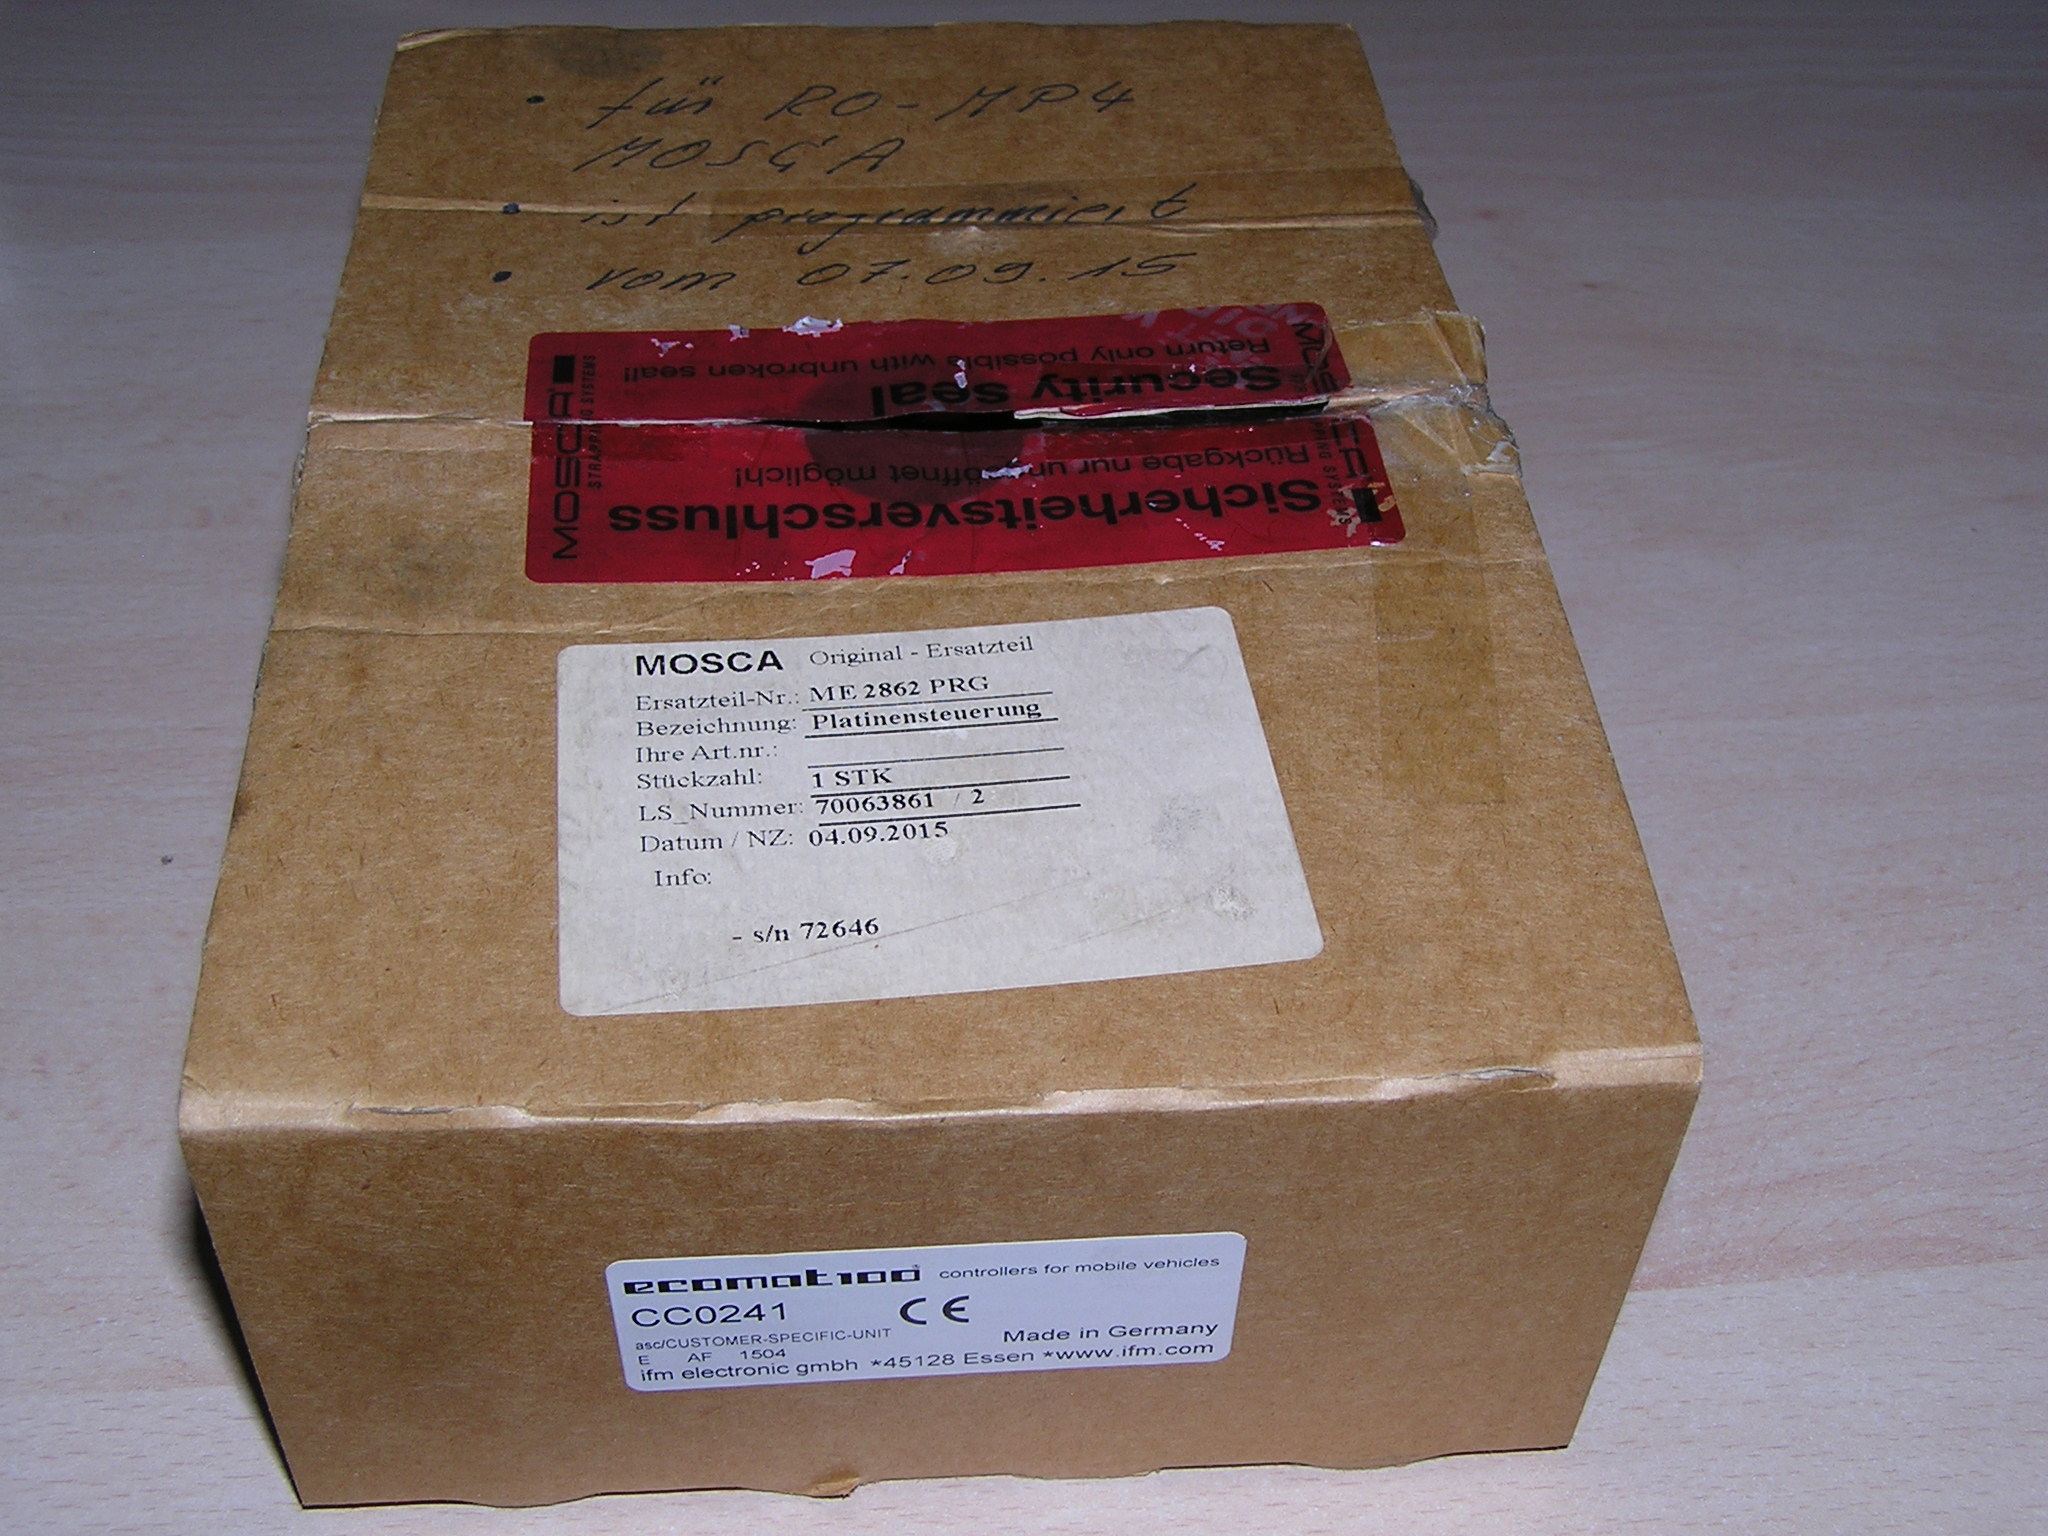 • für RO-MP4
MOSCA
• ist programmiert
• vom 07.09.15
MOSCA
STRAPPING SYSTEMS
Security seal
Return only possible with unbroken seal!
Sicherheitsverschluss
Rückgabe nur ungeöffnet möglich!
MOSCA Original - Ersatzteil
Ersatzteil-Nr.: ME 2862 PRG
Bezeichnung: Platinensteuerung
Ihre Art.nr.:
Stückzahl: 1 STK
LS_Nummer: 70063861 / 2
Datum / NZ: 04.09.2015
Info:
- s/n 72646
ecomat100® controllers for mobile vehicles
CC0241 CE
asc/CUSTOMER-SPECIFIC-UNIT Made in Germany
E AF 1504
ifm electronic gmbh *45128 Essen *www.ifm.com